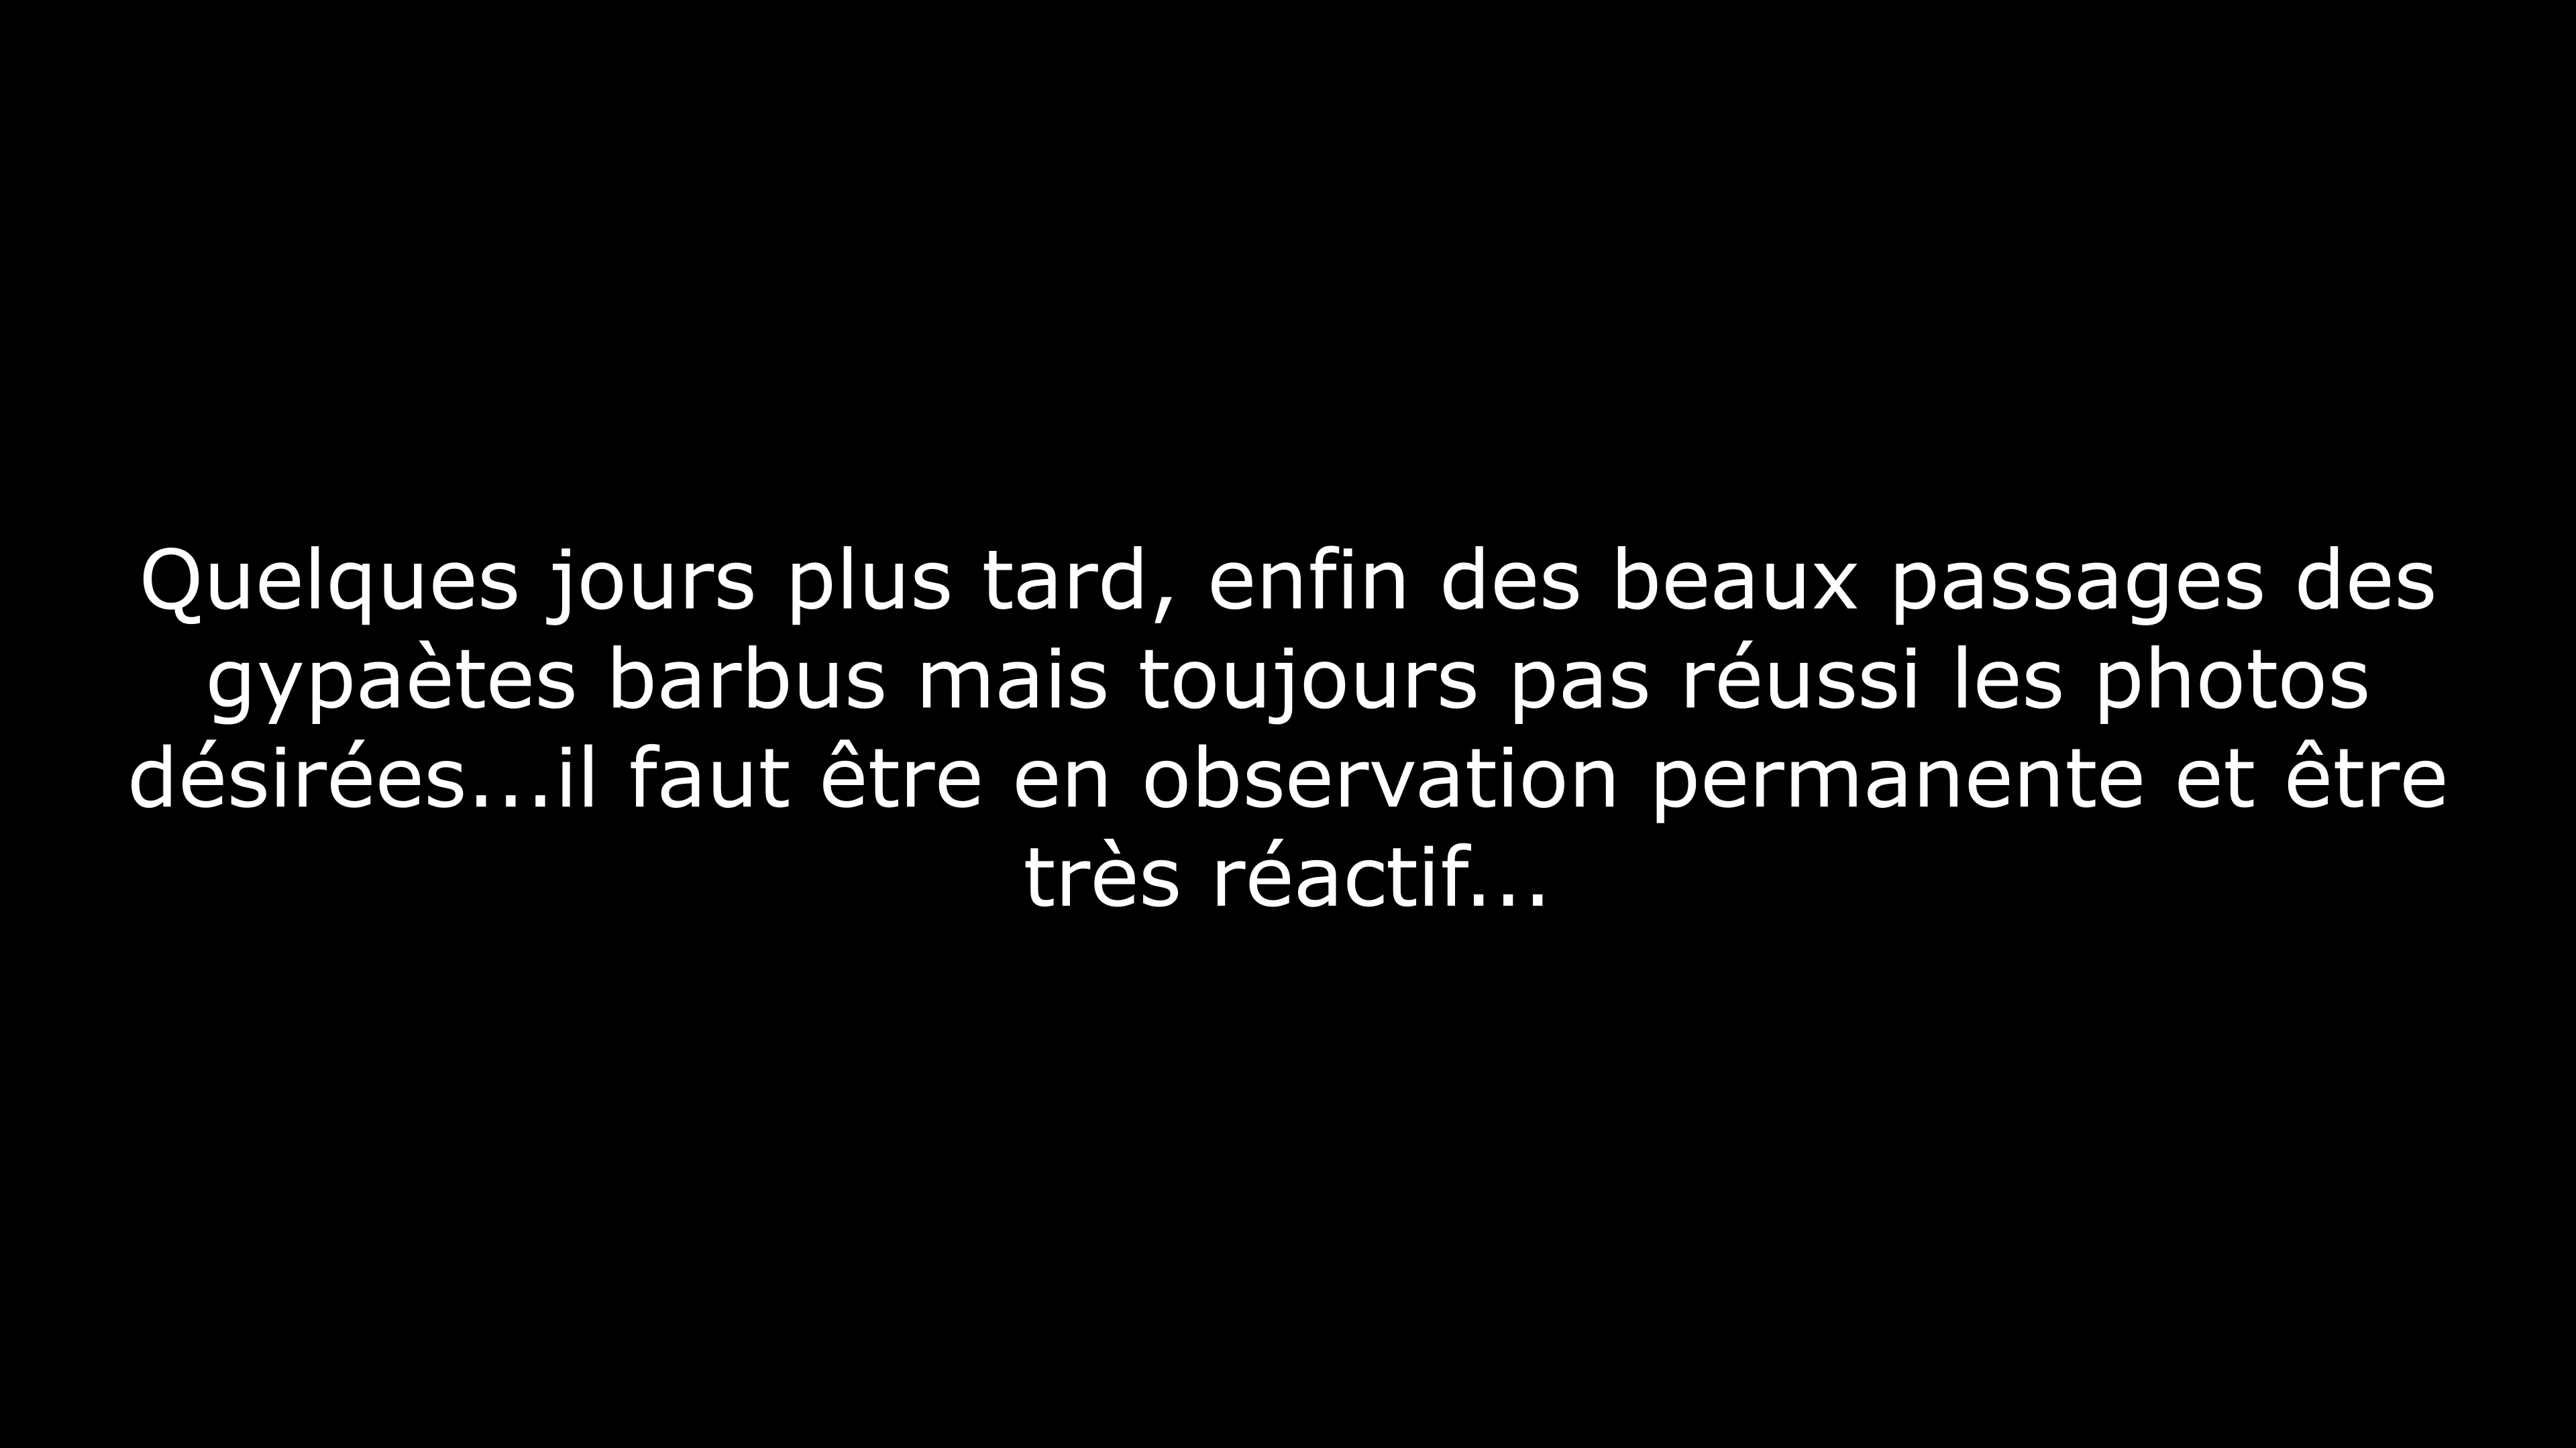 Quelques jours plus tard, enfin des beaux passages des
gypaètes barbus mais toujours pas réussi les photos
désirées...il faut être en observation permanente et être
très réactif...